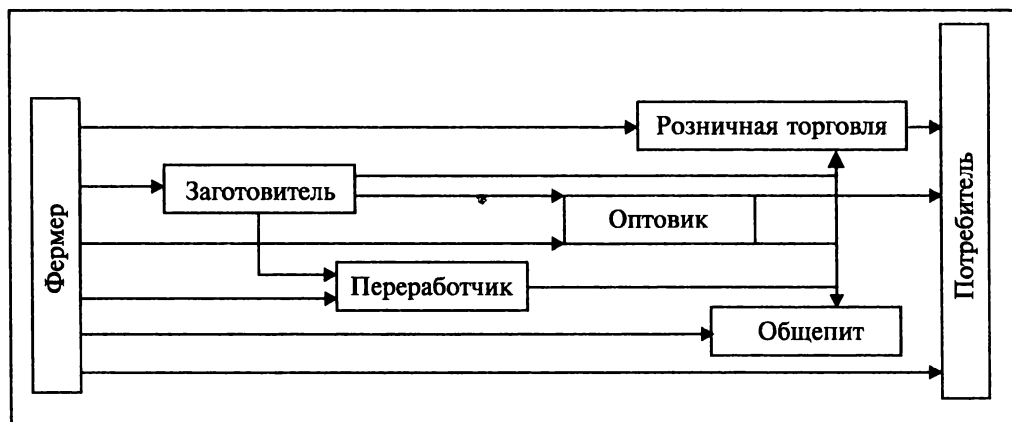 Фермер
Розничная торговля
Заготовитель
Оптовик
Переработчик
Общепит
Потребитель